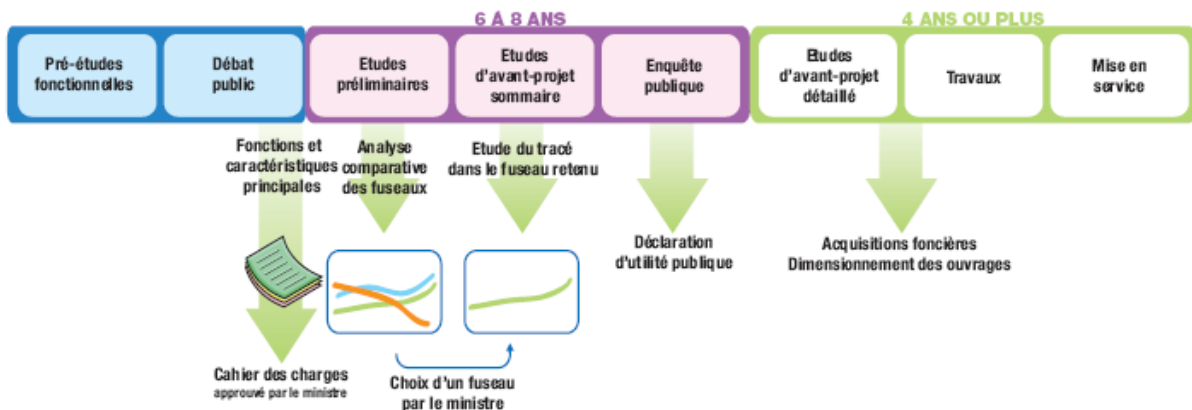 6 À 8 ANS
4 ANS OU PLUS
Pré-études
fonctionnelles
Débat
public
Etudes
préliminaires
Etudes
d'avant-projet
sommaire
Enquête
publique
Etudes
d'avant-projet
détaillé
Travaux
Mise en
service
Fonctions et
caractéristiques
principales
Analyse
comparative
des fuseaux
Etude du tracé
dans le fuseau retenu
Déclaration
d'utilité publique
Acquisitions foncières
Dimensionnement des ouvrages
Cahier des charges
approuvé par le ministre
Choix d'un fuseau
par le ministre